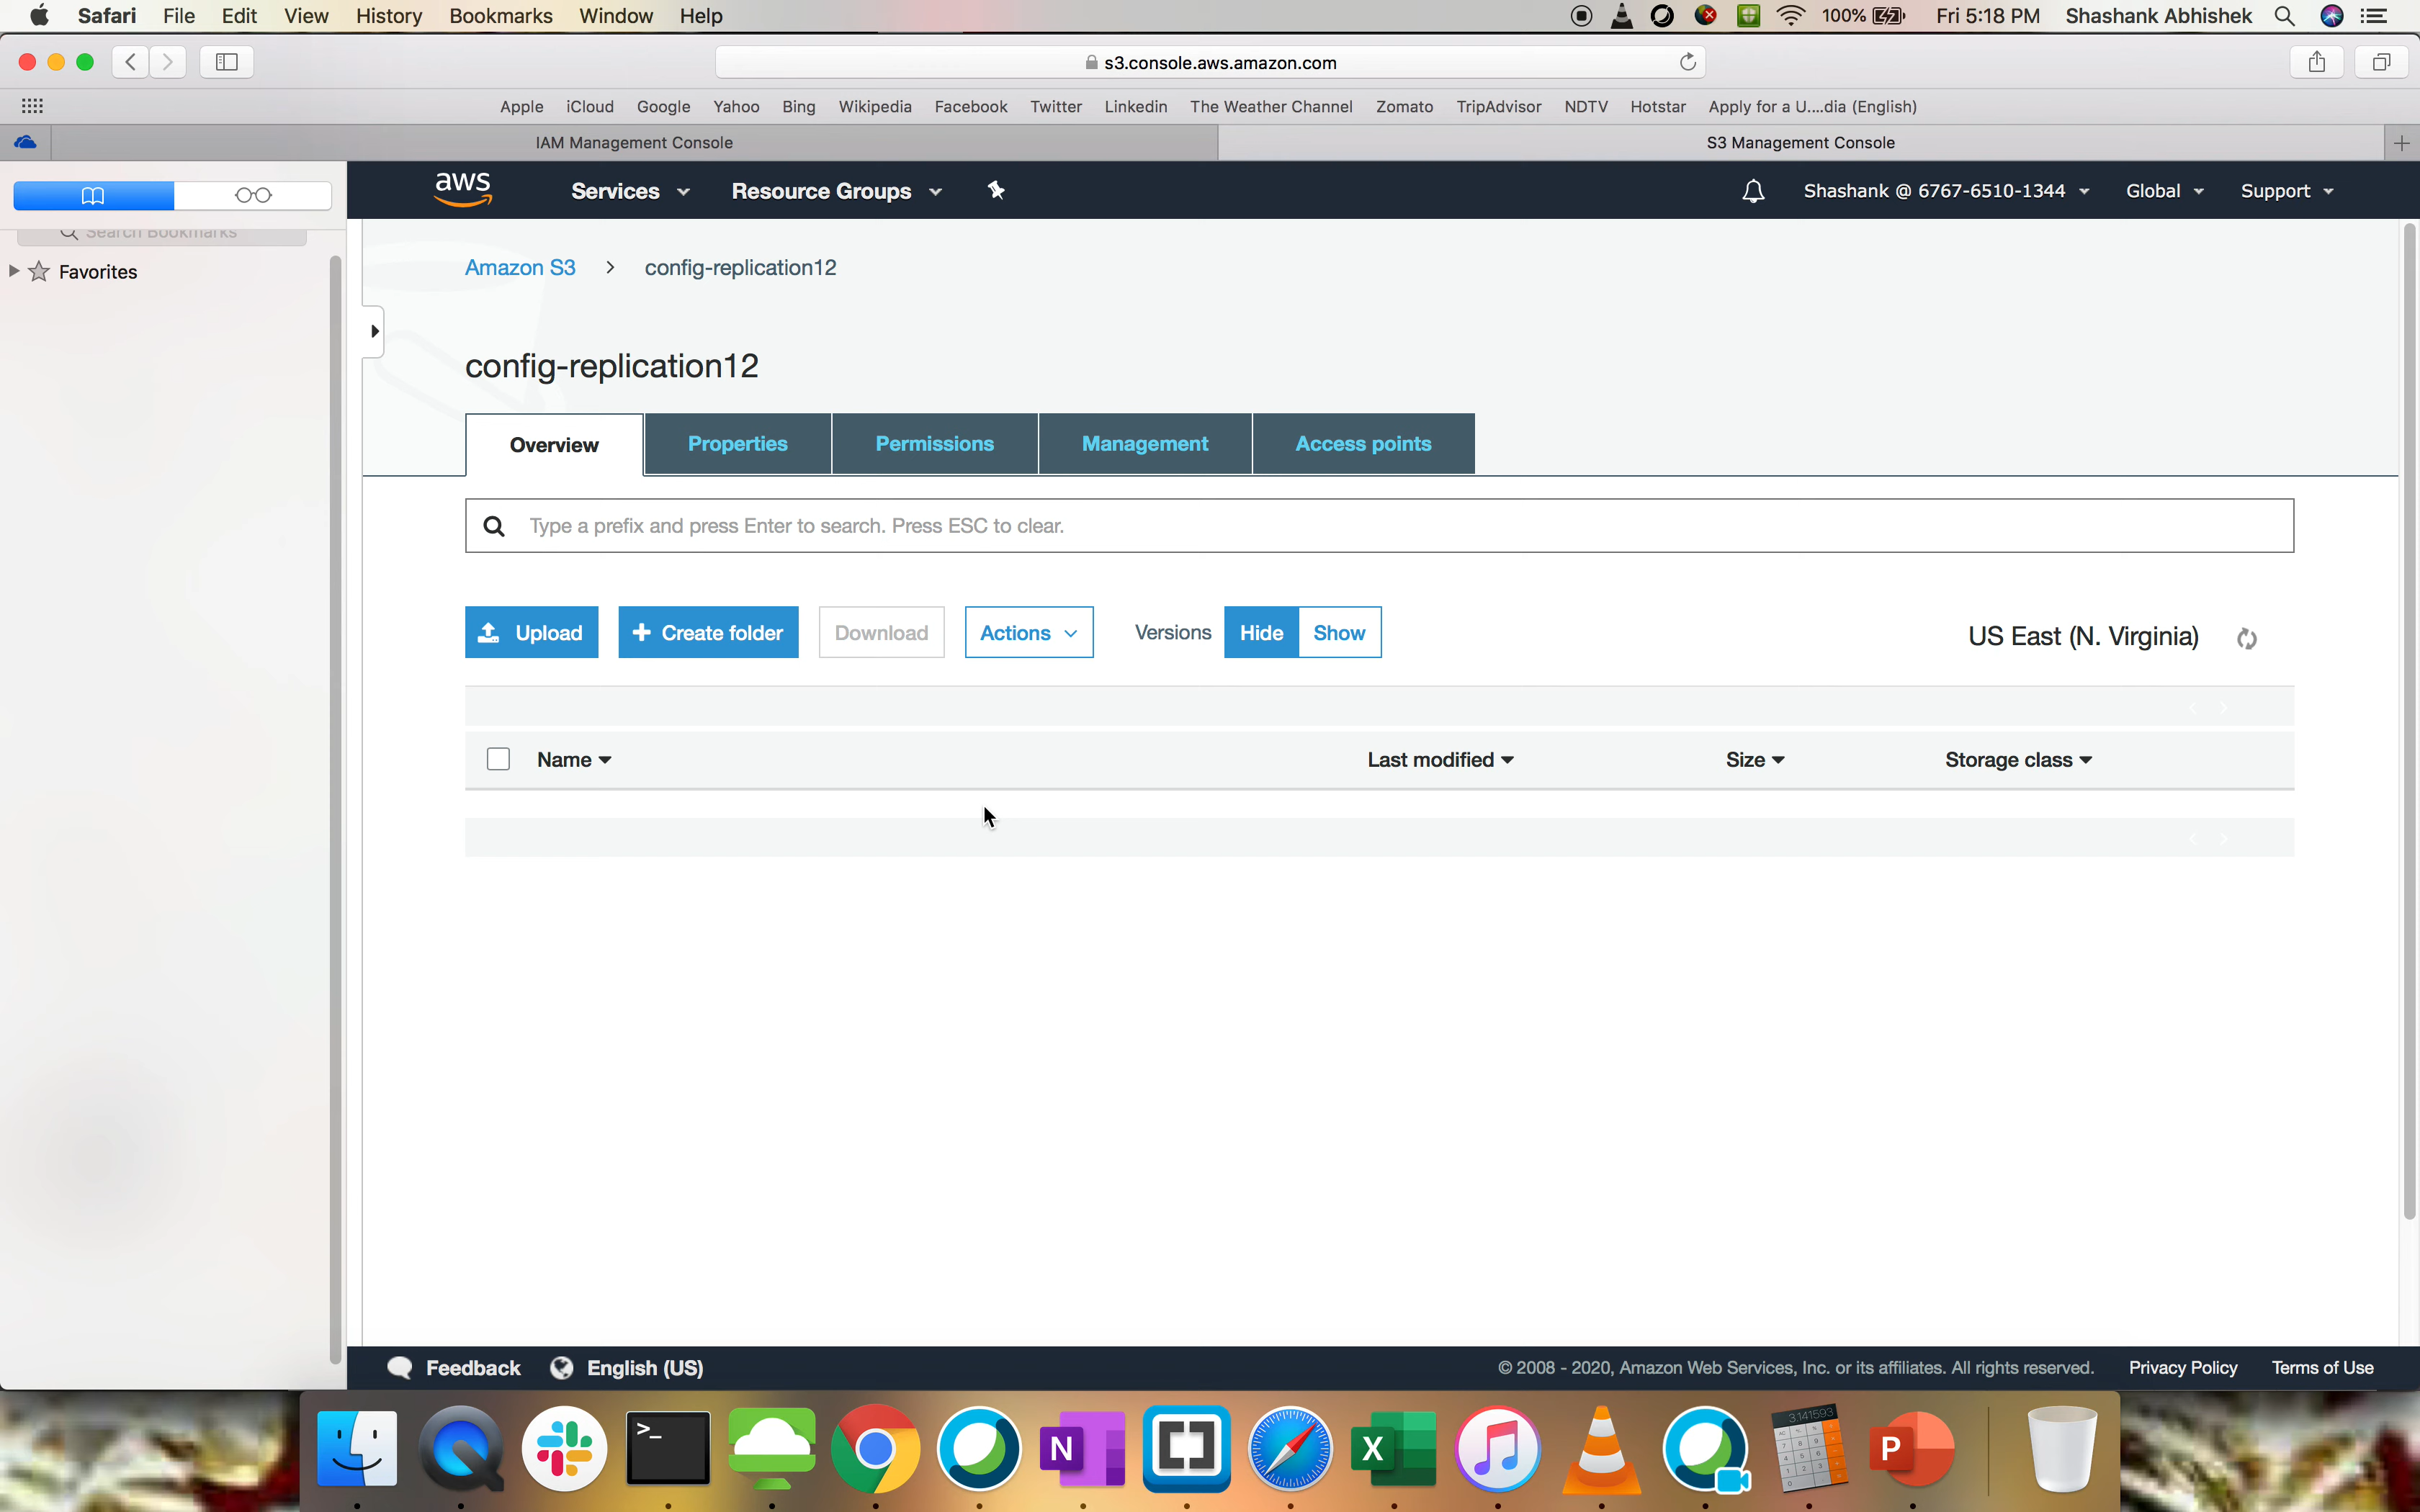 Safari File Edit View History Bookmarks Window Help 100% Fri 5:18 PM Shashank Abhishek
s3.console.aws.amazon.com
Apple iCloud Google Yahoo Bing Wikipedia Facebook Twitter Linkedin The Weather Channel Zomato TripAdvisor NDTV Hotstar Apply for a U....dia (English)
IAM Management Console S3 Management Console
aws Services Resource Groups Shashank @ 6767-6510-1344 Global Support
Search Bookmarks
Favorites
Amazon S3 > config-replication12
config-replication12
Overview Properties Permissions Management Access points
Type a prefix and press Enter to search. Press ESC to clear.
Upload + Create folder Download Actions Versions Hide Show US East (N. Virginia)
Name Last modified Size Storage class
Feedback English (US) © 2008 - 2020, Amazon Web Services, Inc. or its affiliates. All rights reserved. Privacy Policy Terms of Use
>_ N X 3.141593 P